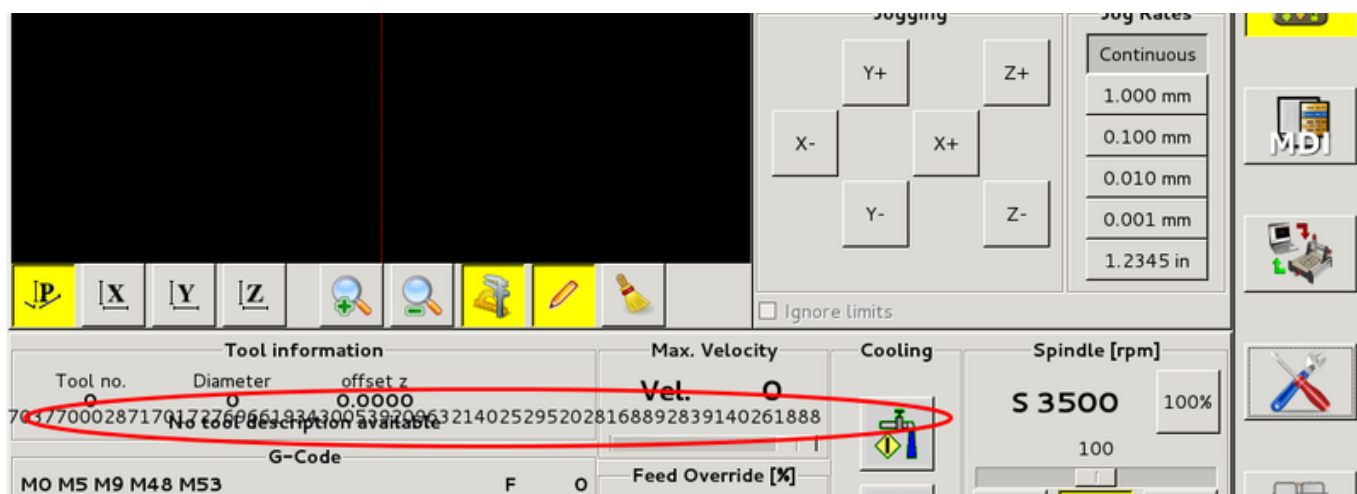 Jogging
Jog Rates
Continuous
Y+
Z+
1.000 mm
MDI
X-
X+
0.100 mm
0.010 mm
Y-
Z-
0.001 mm
1.2345 in
P
X
Y
Z
Ignore limits
Tool information
Max. Velocity
Cooling
Spindle [rpm]
Tool no.
Diameter
offset z
0
0
0.0000
Vel.
0
S 3500
100%
No tool description available
100
G-Code
M0 M5 M9 M48 M53
F
0
Feed Override [%]